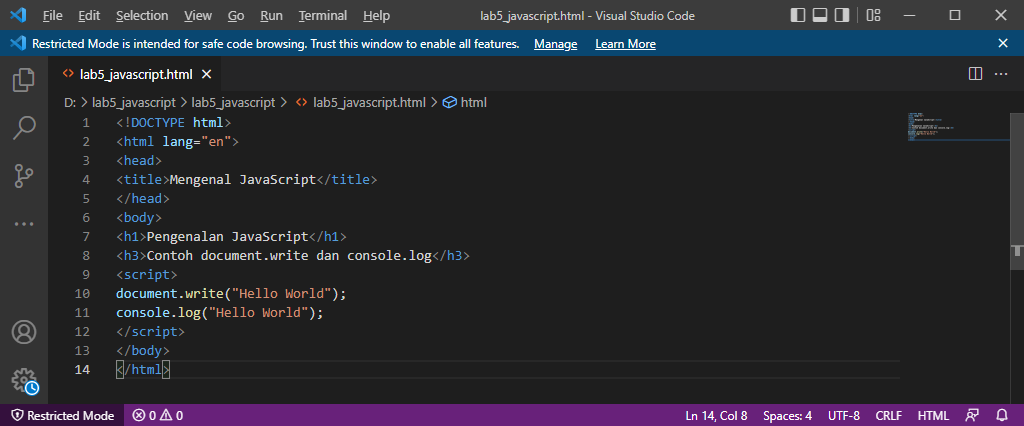 File Edit Selection View Go Run Terminal Help lab5_javascript.html - Visual Studio Code
Restricted Mode is intended for safe code browsing. Trust this window to enable all features. Manage Learn More
lab5_javascript.html
D: > lab5_javascript > lab5_javascript > lab5_javascript.html > html
1 <!DOCTYPE html>
2 <html lang="en">
3 <head>
4 <title>Mengenal JavaScript</title>
5 </head>
6 <body>
7 <h1>Pengenalan JavaScript</h1>
8 <h3>Contoh document.write dan console.log</h3>
9 <script>
10 document.write("Hello World");
11 console.log("Hello World");
12 </script>
13 </body>
14 </html>
Restricted Mode 0 0 Ln 14, Col 8 Spaces: 4 UTF-8 CRLF HTML